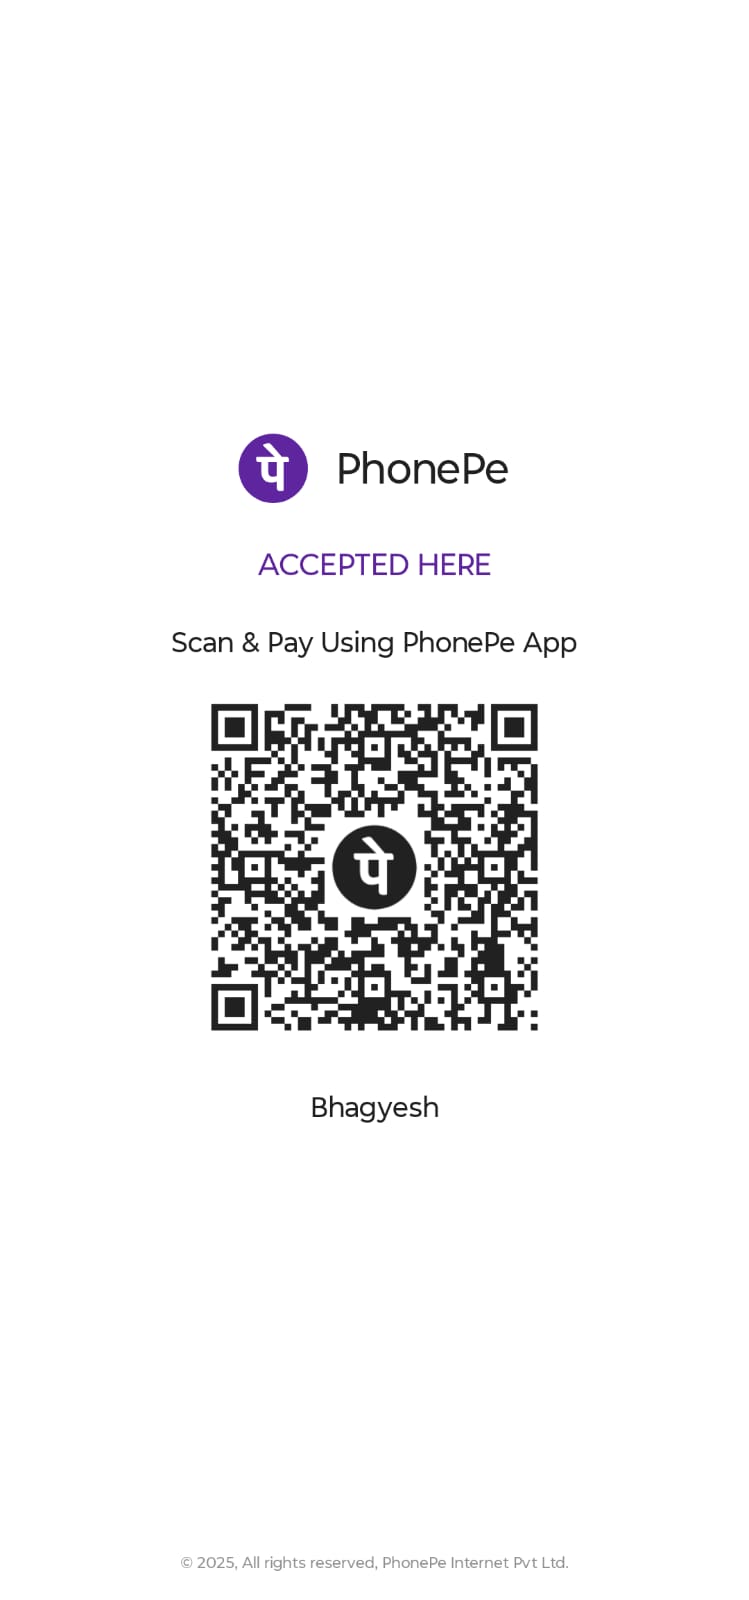 पे PhonePe
ACCEPTED HERE
Scan & Pay Using PhonePe App
पे
Bhagyesh
© 2025, All rights reserved, PhonePe Internet Pvt Ltd.